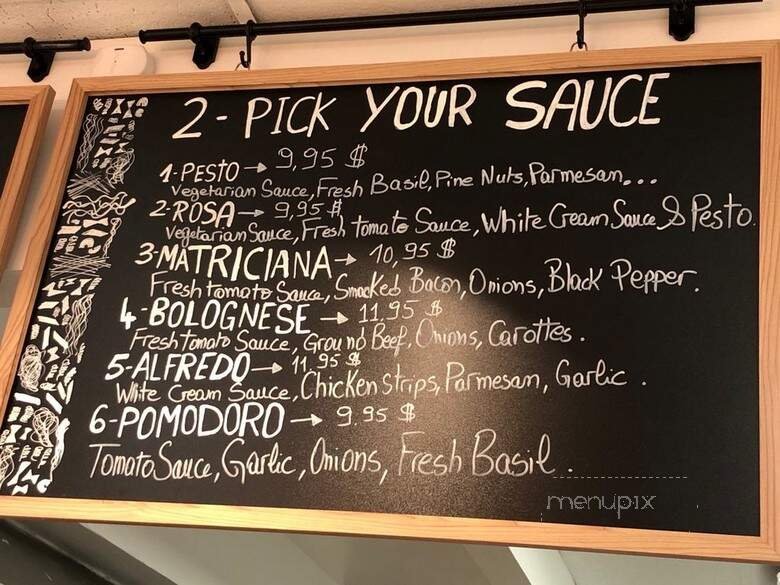 2-PICK YOUR SAUCE
1-PESTO → 9,95 $
Vegetarian Sauce, Fresh Basil, Pine Nuts, Parmesan,...
2-ROSA → 9,95 $
Vegetarian Sauce, Fresh tomato Sauce, White Cream Sauce & Pesto.
3-MATRICIANA → 10,95 $
Fresh tomato Sauce, Smocked Bacon, Onions, Black Pepper.
4-BOLOGNESE → 11.95 $
Fresh Tomato Sauce, Ground Beef, Onions, Carottes.
5-ALFREDO → 11,95 $
White Cream Sauce, Chicken strips, Parmesan, Garlic.
6-POMODORO → 9.95 $
Tomato Sauce, Garlic, Onions, Fresh Basil.
menupix